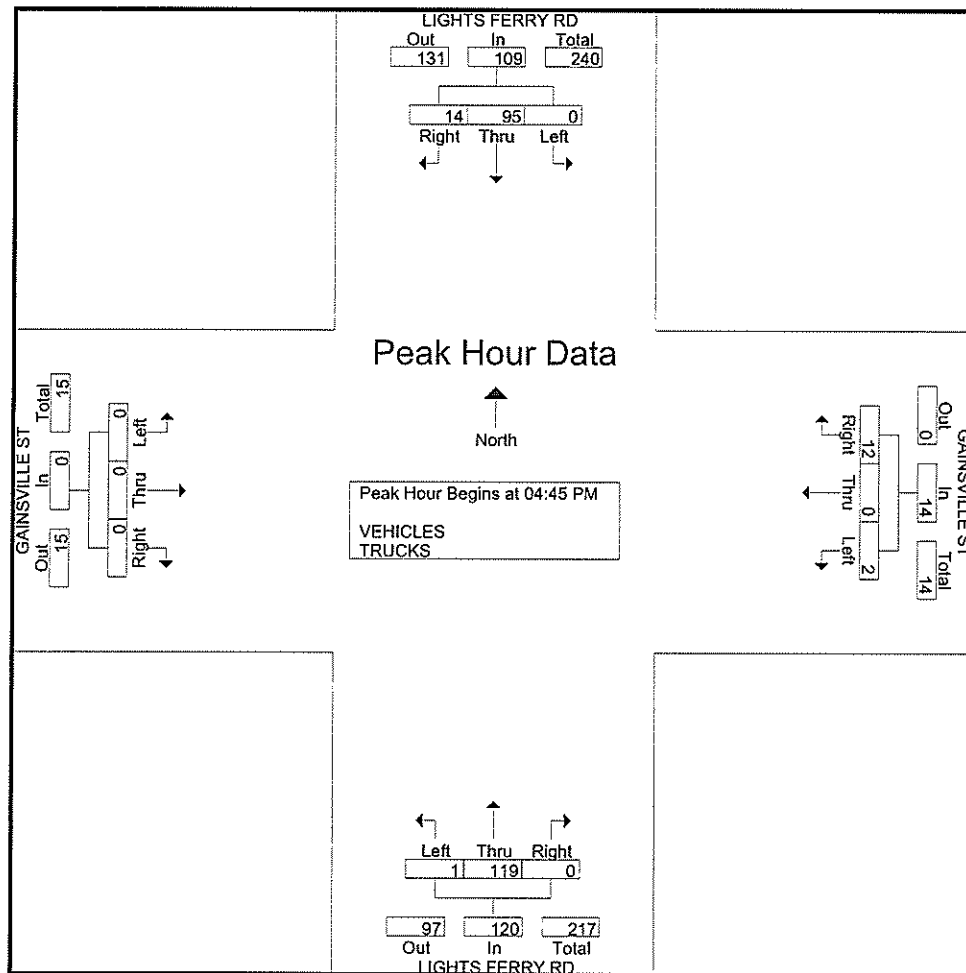 LIGHTS FERRY RD
Out In Total
131 109 240
14 95 0
Right Thru Left
Peak Hour Data
North
Peak Hour Begins at 04:45 PM
VEHICLES
TRUCKS
GAINSVILLE ST
Out In Total
15 0 15
Left Thru Right
0 0 0
GAINSVILLE ST
Out In Total
0 14 14
Right Thru Left
12 0 2
Left Thru Right
1 119 0
97 120 217
Out In Total
LIGHTS FERRY RD